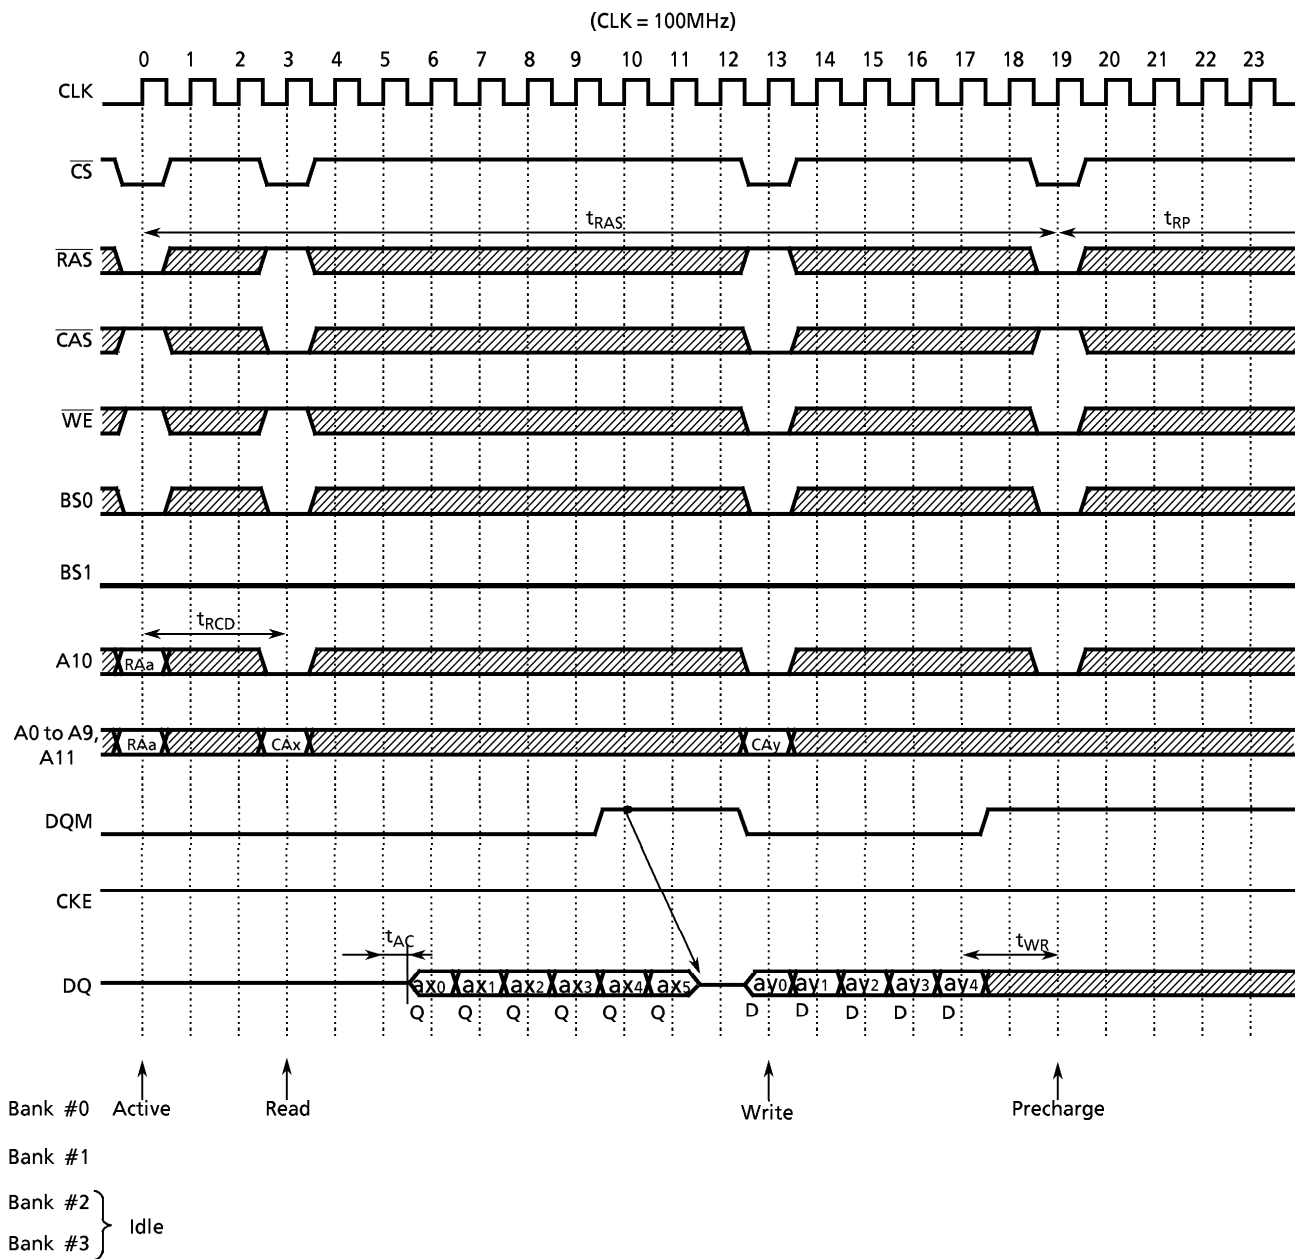 (CLK = 100MHz)
0 1 2 3 4 5 6 7 8 9 10 11 12 13 14 15 16 17 18 19 20 21 22 23
CLK
CS
tRAS tRP
RAS
CAS
WE
BS0
BS1
tRCD
A10 RAa
A0 to A9,
A11
RAa CAx CAy
DQM
CKE
tAC tWR
DQ ax0 ax1 ax2 ax3 ax4 ax5 ay0 ay1 ay2 ay3 ay4
Q Q Q Q Q Q D D D D D
Bank #0 Active Read Write Precharge
Bank #1
Bank #2
Idle
Bank #3